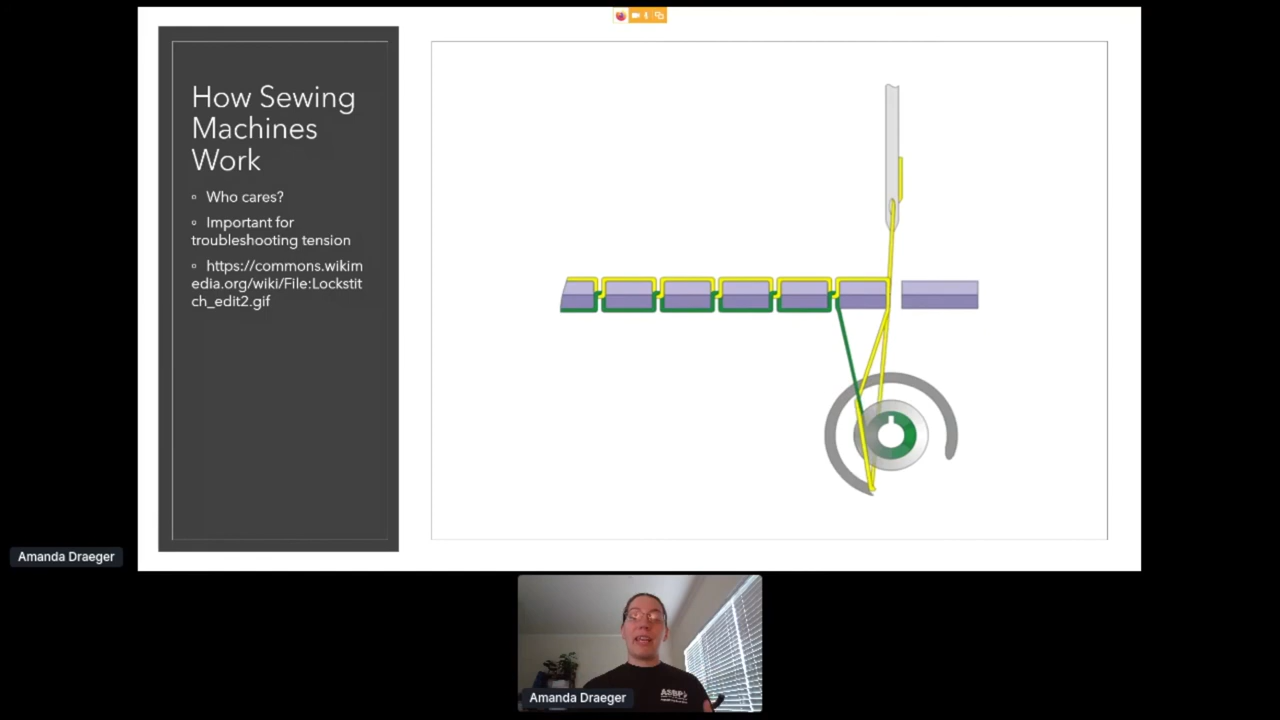 How Sewing
Machines
Work
Who cares?
Important for
troubleshooting tension
https://commons.wikim
edia.org/wiki/File:Lockstit
ch_edit2.gif
Amanda Draeger
Amanda Draeger